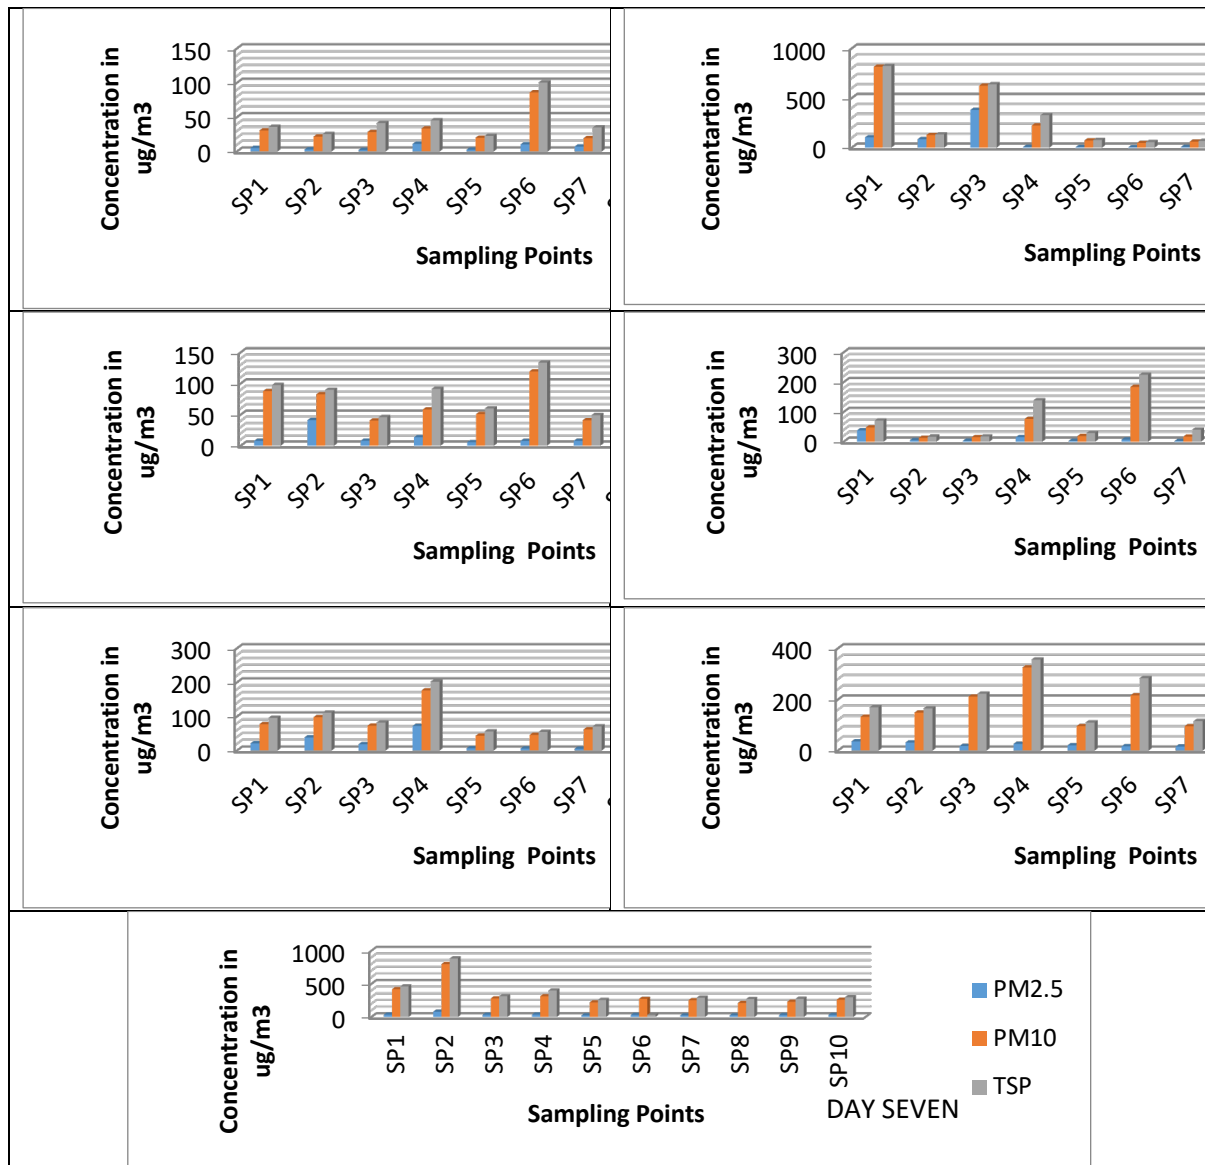 Concentration in
ug/m3
150
100
50
0
SP1
SP2
SP3
SP4
SP5
SP6
SP7
Sampling Points
Concentartion in
ug/m3
1000
500
0
SP1
SP2
SP3
SP4
SP5
SP6
SP7
Sampling Points
Concentration in
ug/m3
150
100
50
0
SP1
SP2
SP3
SP4
SP5
SP6
SP7
Sampling Points
Concentration in
ug/m3
300
200
100
0
SP1
SP2
SP3
SP4
SP5
SP6
SP7
Sampling Points
Concentration in
ug/m3
300
200
100
0
SP1
SP2
SP3
SP4
SP5
SP6
SP7
Sampling Points
Concentration in
ug/m3
400
200
0
SP1
SP2
SP3
SP4
SP5
SP6
SP7
Sampling Points
Concentration in
ug/m3
1000
500
0
SP1
SP2
SP3
SP4
SP5
SP6
SP7
SP8
SP9
SP10
Sampling Points
PM2.5
PM10
TSP
DAY SEVEN